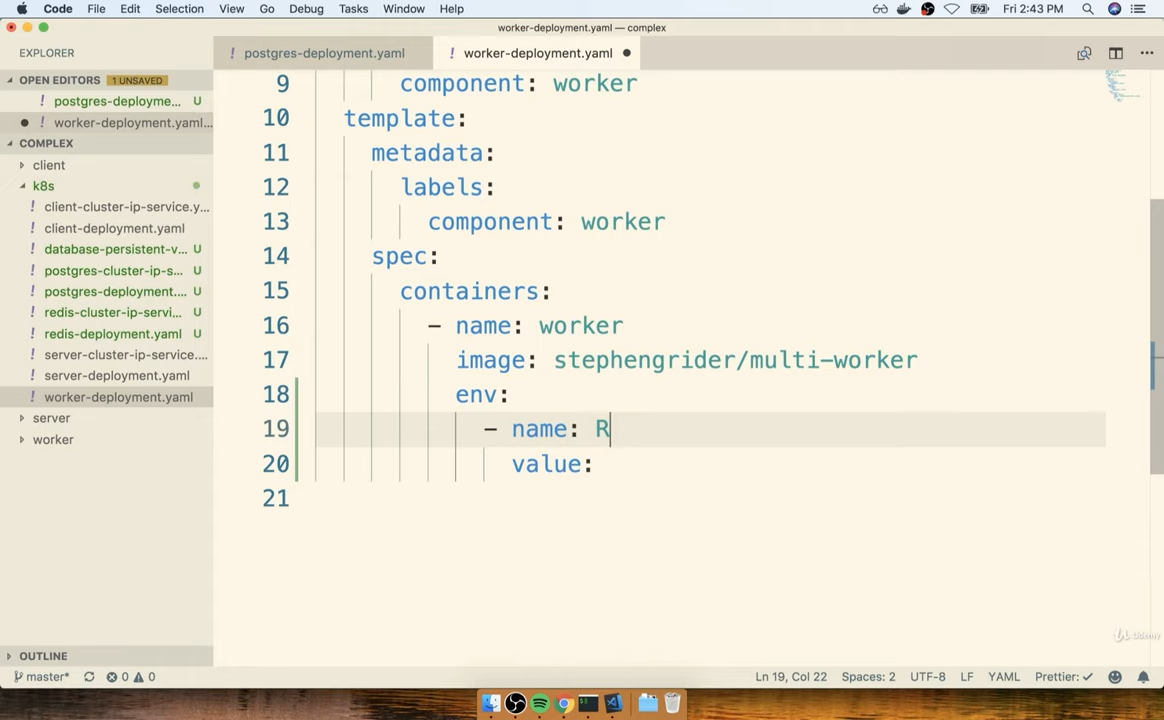 Code File Edit Selection View Go Debug Tasks Window Help Fri 2:43 PM
worker-deployment.yaml — complex
EXPLORER
postgres-deployment.yaml
worker-deployment.yaml
OPEN EDITORS 1 UNSAVED
postgres-deployme... U
worker-deployment.yaml...
COMPLEX
client
k8s
client-cluster-ip-service.y...
client-deployment.yaml
database-persistent-v... U
postgres-cluster-ip-s... U
postgres-deployment.... U
redis-cluster-ip-servi... U
redis-deployment.yaml U
server-cluster-ip-service....
server-deployment.yaml
worker-deployment.yaml
server
worker
OUTLINE
9 component: worker
10 template:
11 metadata:
12 labels:
13 component: worker
14 spec:
15 containers:
16 - name: worker
17 image: stephengrider/multi-worker
18 env:
19 - name: R
20 value:
21
Udemy
master* 0 0 Ln 19, Col 22 Spaces: 2 UTF-8 LF YAML Prettier: ✓